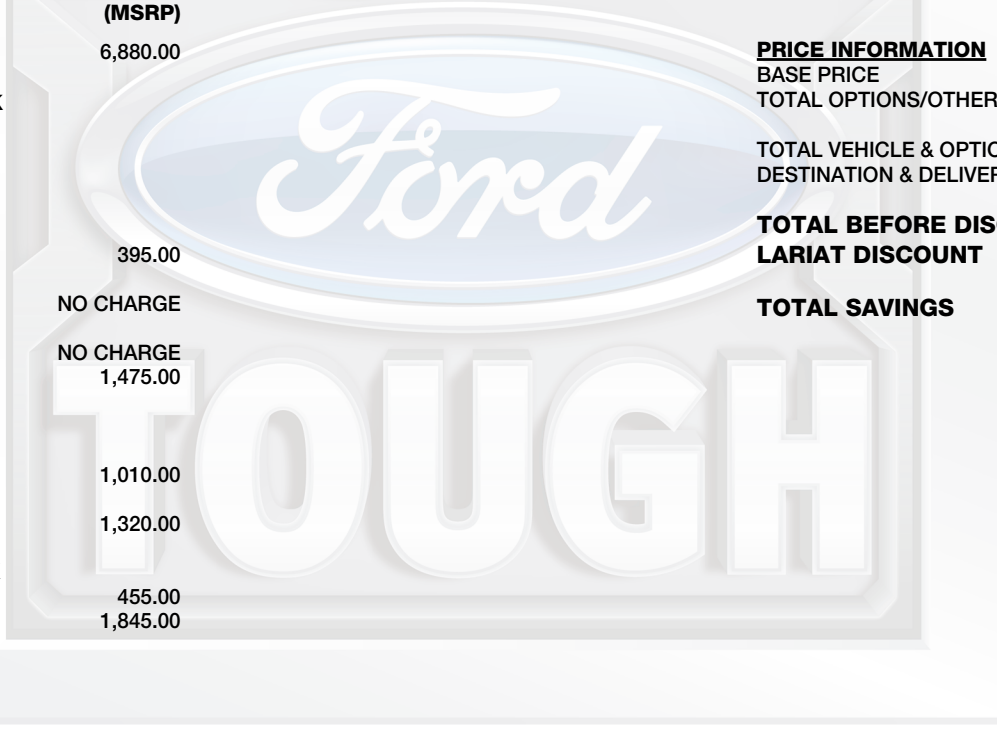 (MSRP)
6,880.00
395.00
NO CHARGE
NO CHARGE
1,475.00
1,010.00
1,320.00
455.00
1,845.00
PRICE INFORMATION
BASE PRICE
TOTAL OPTIONS/OTHER
TOTAL VEHICLE & OPTIO
DESTINATION & DELIVER
TOTAL BEFORE DIS
LARIAT DISCOUNT
TOTAL SAVINGS
Ford
TOUGH